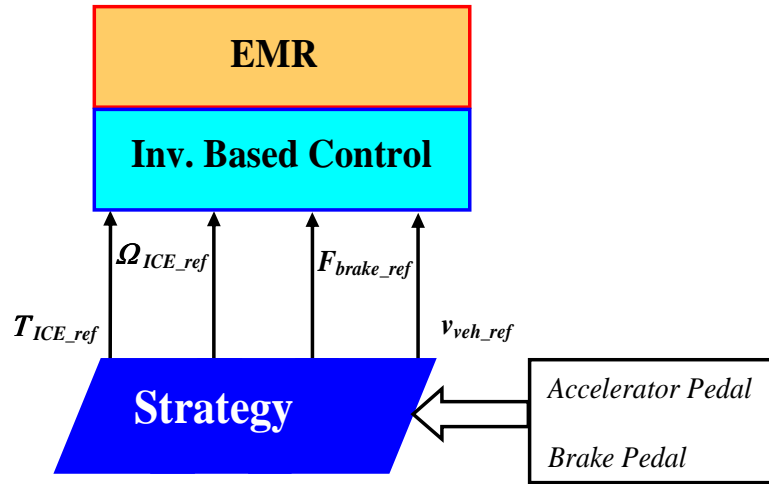 EMR
Inv. Based Control
Ω ICE_ref
F brake_ref
T ICE_ref
v veh_ref
Strategy
Accelerator Pedal
Brake Pedal